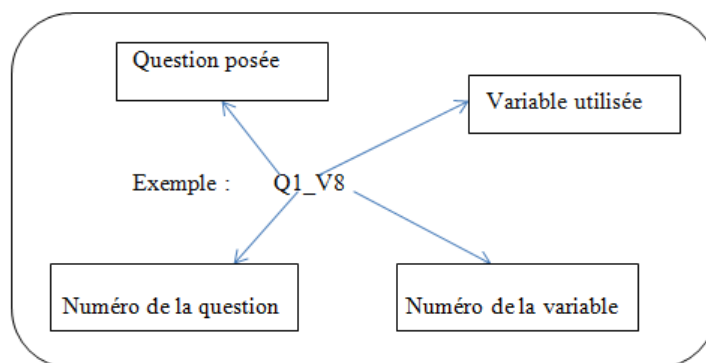 Question posée
Variable utilisée
Exemple : Q1_V8
Numéro de la question
Numéro de la variable